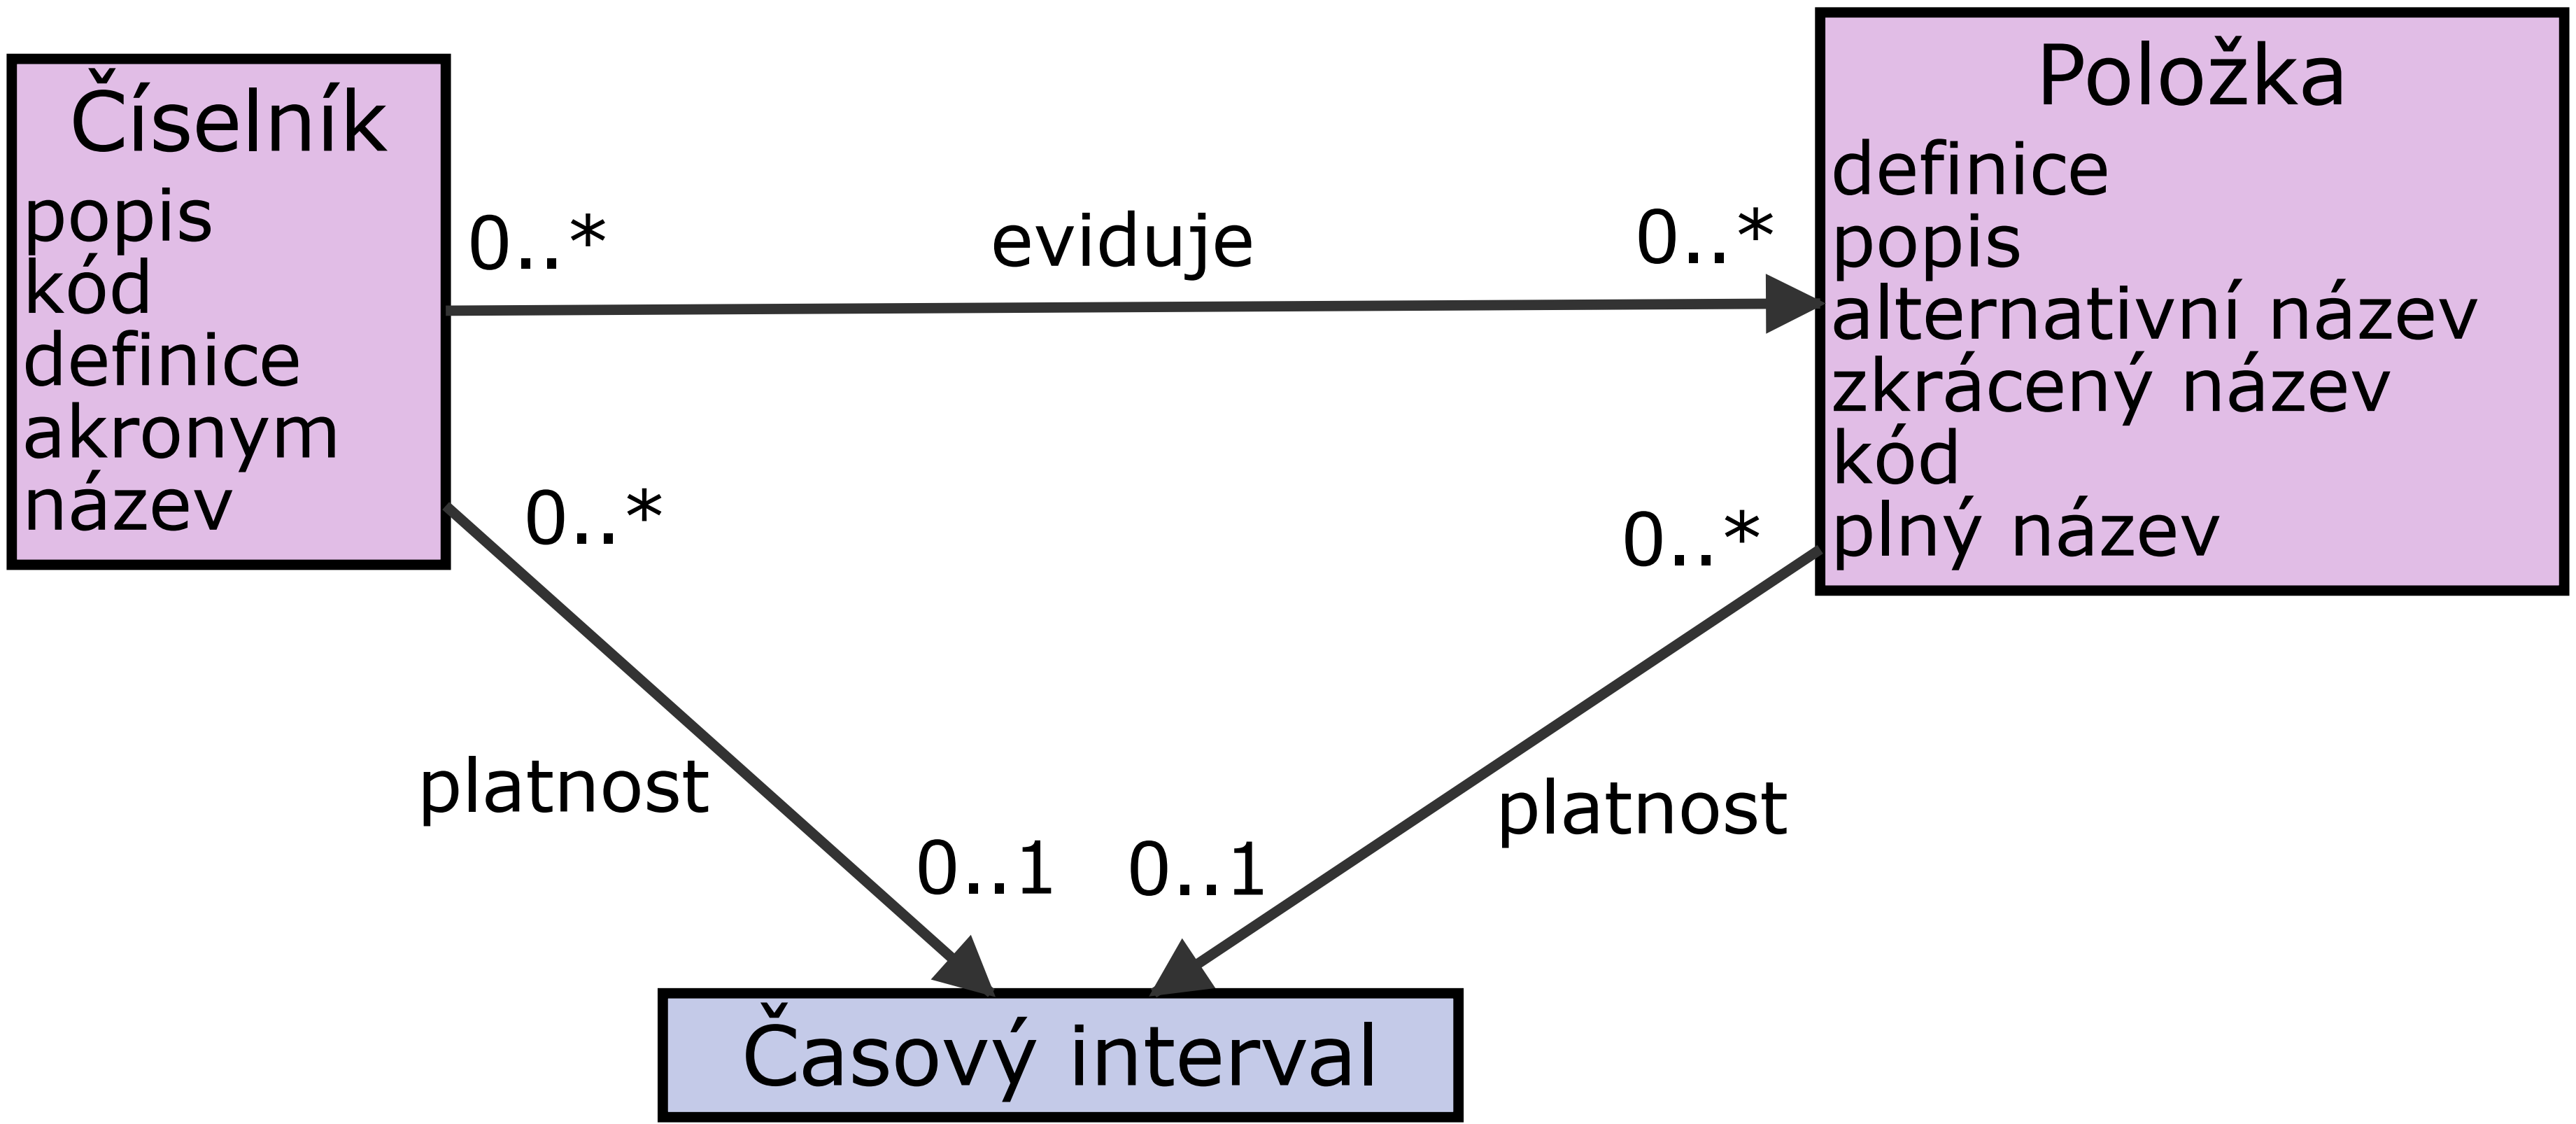 Číselník
popis
kód
definice
akronym
název
0..*
eviduje
0..*
Položka
definice
popis
alternativní název
zkrácený název
kód
plný název
0..*
platnost
0..1
0..*
platnost
0..1
Časový interval